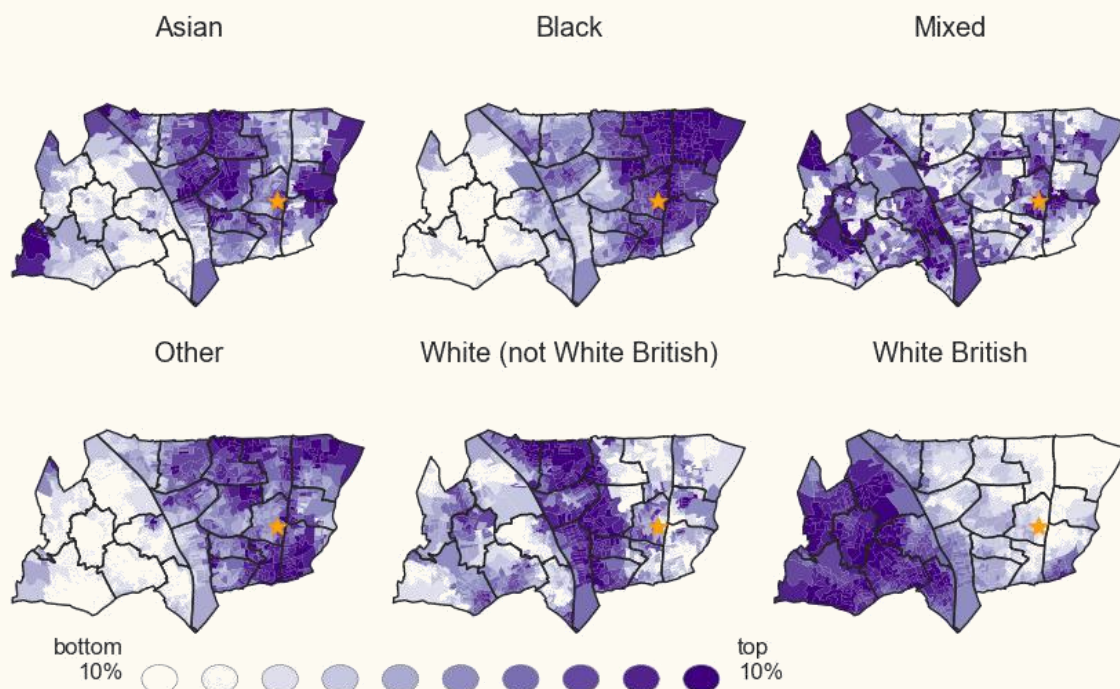 Asian
Black
Mixed
Other
White (not White British)
White British
bottom
10%
top
10%